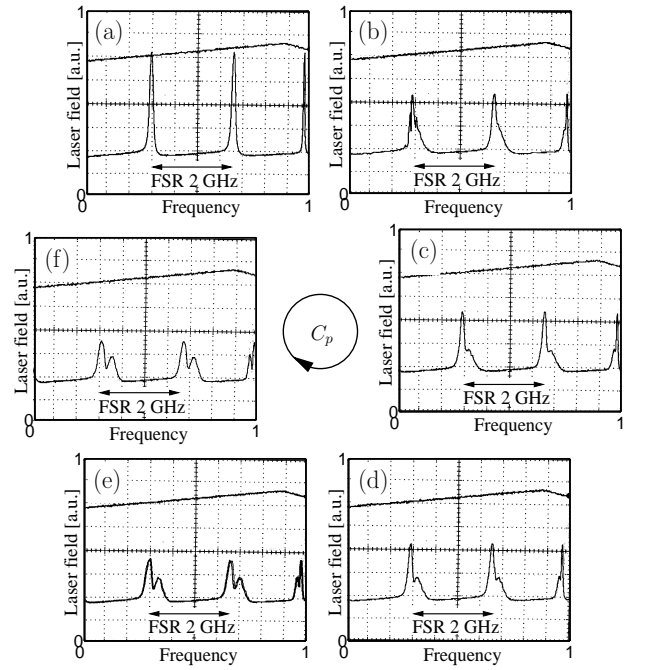 (a)
Laser field [a.u.]
1
0
FSR 2 GHz
0
Frequency
1
(b)
Laser field [a.u.]
1
0
FSR 2 GHz
0
Frequency
1
(f)
Laser field [a.u.]
1
0
FSR 2 GHz
0
Frequency
1
C_p
(c)
Laser field [a.u.]
1
0
FSR 2 GHz
0
Frequency
1
(e)
Laser field [a.u.]
1
0
FSR 2 GHz
0
Frequency
1
(d)
Laser field [a.u.]
1
0
FSR 2 GHz
0
Frequency
1